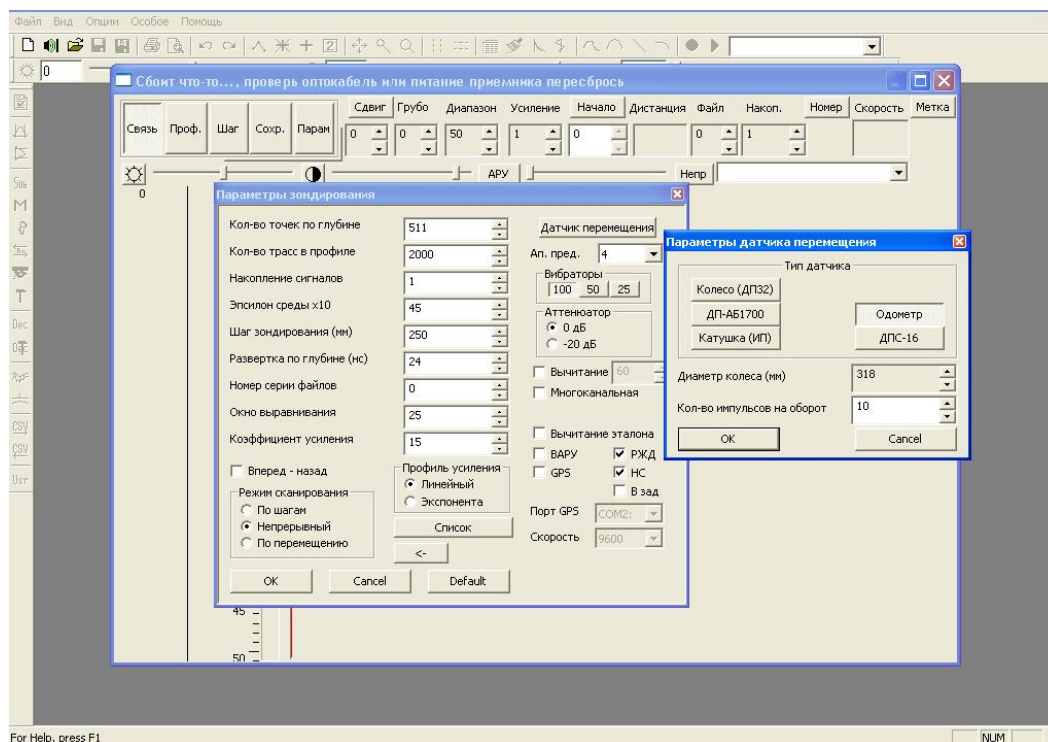 Файл Вид Опции Особое Помощь
2
0
Сбоит что-то..., проверь оптокабель или питание приемника пересбрось
Связь Проф. Шаг Сохр. Парам
Сдвиг Грубо Диапазон Усиление Начало Дистанция Файл Накоп. Номер Скорость Метка
0 0 50 1 0 0 1
АРУ Непр
0
Параметры зондирования
Кол-во точек по глубине 511
Кол-во трасс в профиле 2000
Накопление сигналов 1
Эпсилон среды x10 45
Шаг зондирования (мм) 250
Развертка по глубине (нс) 24
Номер серии файлов 0
Окно выравнивания 25
Коэффициент усиления 15
Вперед - назад
Режим сканирования
По шагам
Непрерывный
По перемещению
Профиль усиления
Линейный
Экспонента
Список
<-
OK Cancel Default
Датчик перемещения
Ап. пред. 4
Вибраторы
100 50 25
Аттенюатор
0 дБ
-20 дБ
Вычитание 60
Многоканальная
Вычитание эталона
ВАРУ РЖД
GPS НС
В зад
Порт GPS COM2:
Скорость 9600
Параметры датчика перемещения
Тип датчика
Колесо (ДП32)
ДП-АБ1700 Одометр
Катушка (ИП) ДПС-16
Диаметр колеса (мм) 318
Кол-во импульсов на оборот 10
OK Cancel
45
50
M
T
Dec
CSV
CSV
Usr
For Help, press F1
NUM